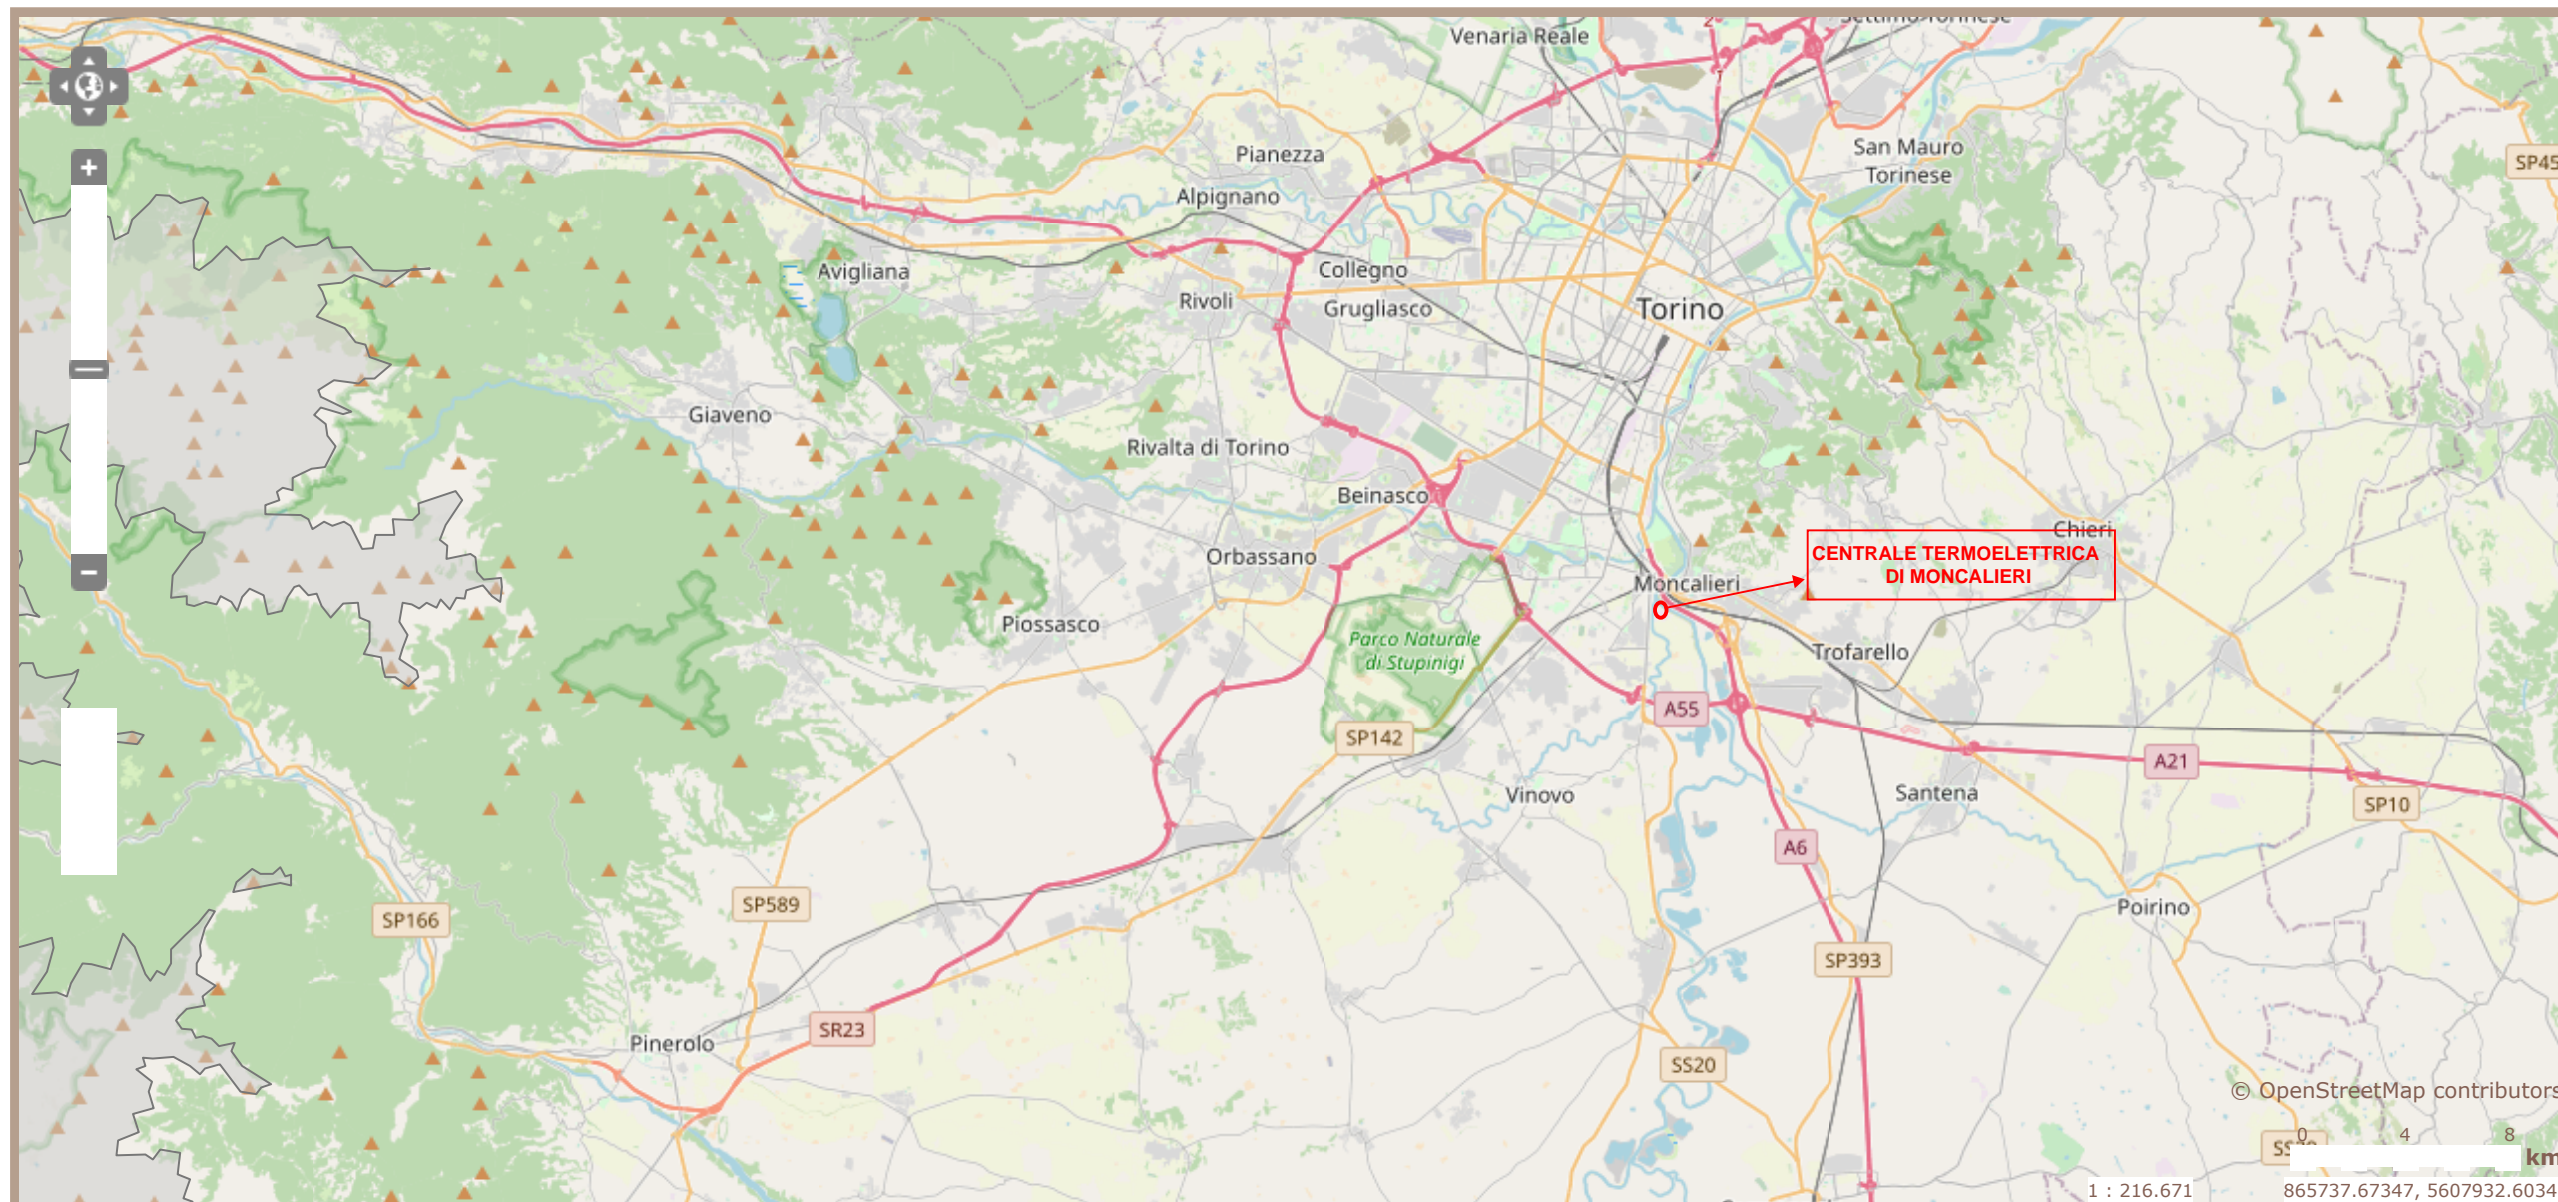 Settimo Torinese
Venaria Reale
San Mauro
Torinese
SP45
Pianezza
Alpignano
Avigliana
Collegno
Rivoli
Grugliasco
Torino
Giaveno
Rivalta di Torino
Beinasco
Chieri
CENTRALE TERMOELETTRICA
DI MONCALIERI
Orbassano
Moncalieri
Piossasco
Parco Naturale
di Stupinigi
Trofarello
A55
SP142
A21
Vinovo
Santena
SP10
A6
SP589
SP166
Poirino
SP393
SR23
Pinerolo
SS20
© OpenStreetMap contributors
0 4 8
km
1 : 216.671
865737.67347, 5607932.6034